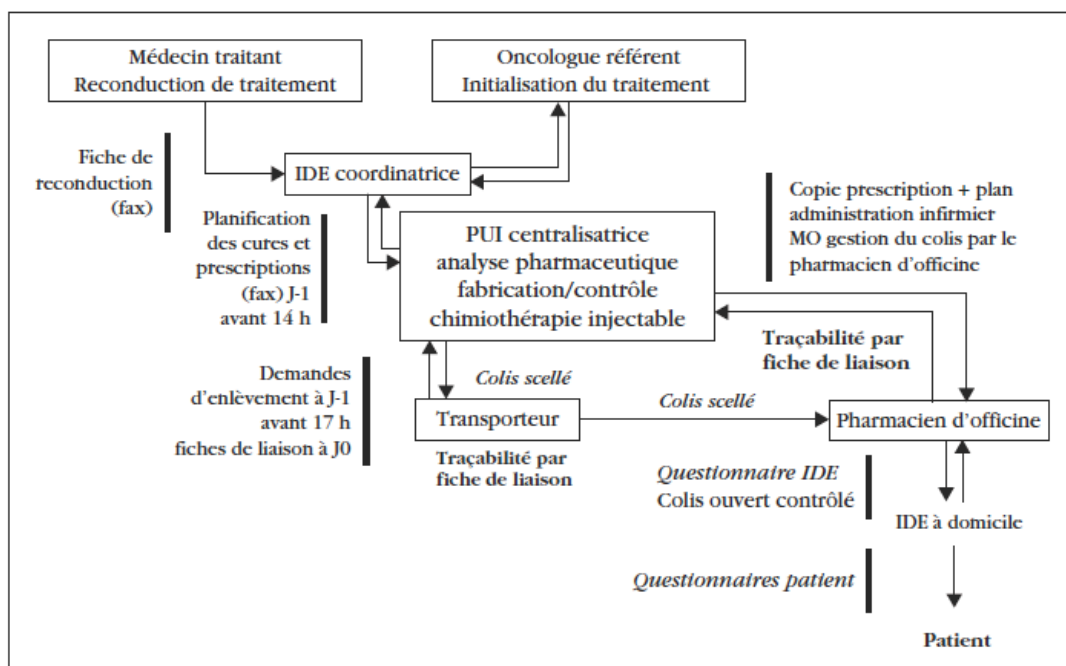 Médecin traitant
Reconduction de traitement
Oncologue référent
Initialisation du traitement
Fiche de
reconduction
(fax)
IDE coordinatrice
Planification
des cures et
prescriptions
(fax) J-1
avant 14 h
PUI centralisatrice
analyse pharmaceutique
fabrication/contrôle
chimiothérapie injectable
Copie prescription + plan
administration infirmier
MO gestion du colis par le
pharmacien d'officine
Traçabilité par
fiche de liaison
Demandes
d'enlèvement à J-1
avant 17 h
fiches de liaison à J0
Colis scellé
Transporteur
Colis scellé
Pharmacien d'officine
Traçabilité par
fiche de liaison
Questionnaire IDE
Colis ouvert contrôlé
IDE à domicile
Questionnaires patient
Patient